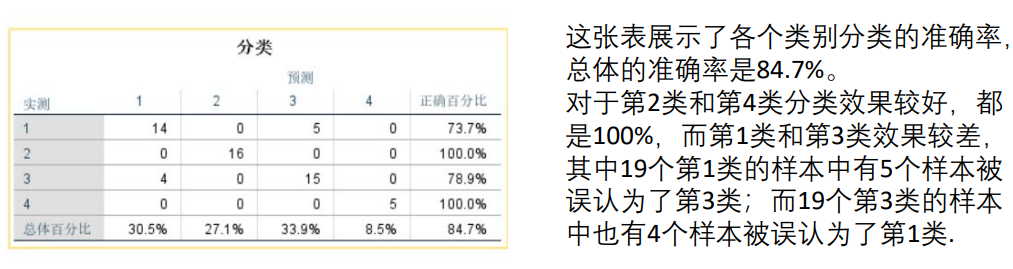 分类
预测
实测 1 2 3 4 正确百分比
1 14 0 5 0 73.7%
2 0 16 0 0 100.0%
3 4 0 15 0 78.9%
4 0 0 0 5 100.0%
总体百分比 30.5% 27.1% 33.9% 8.5% 84.7%
这张表展示了各个类别分类的准确率，
总体的准确率是84.7%。
对于第2类和第4类分类效果较好，都
是100%，而第1类和第3类效果较差，
其中19个第1类的样本中有5个样本被
误认为了第3类；而19个第3类的样本
中也有4个样本被误认为了第1类.